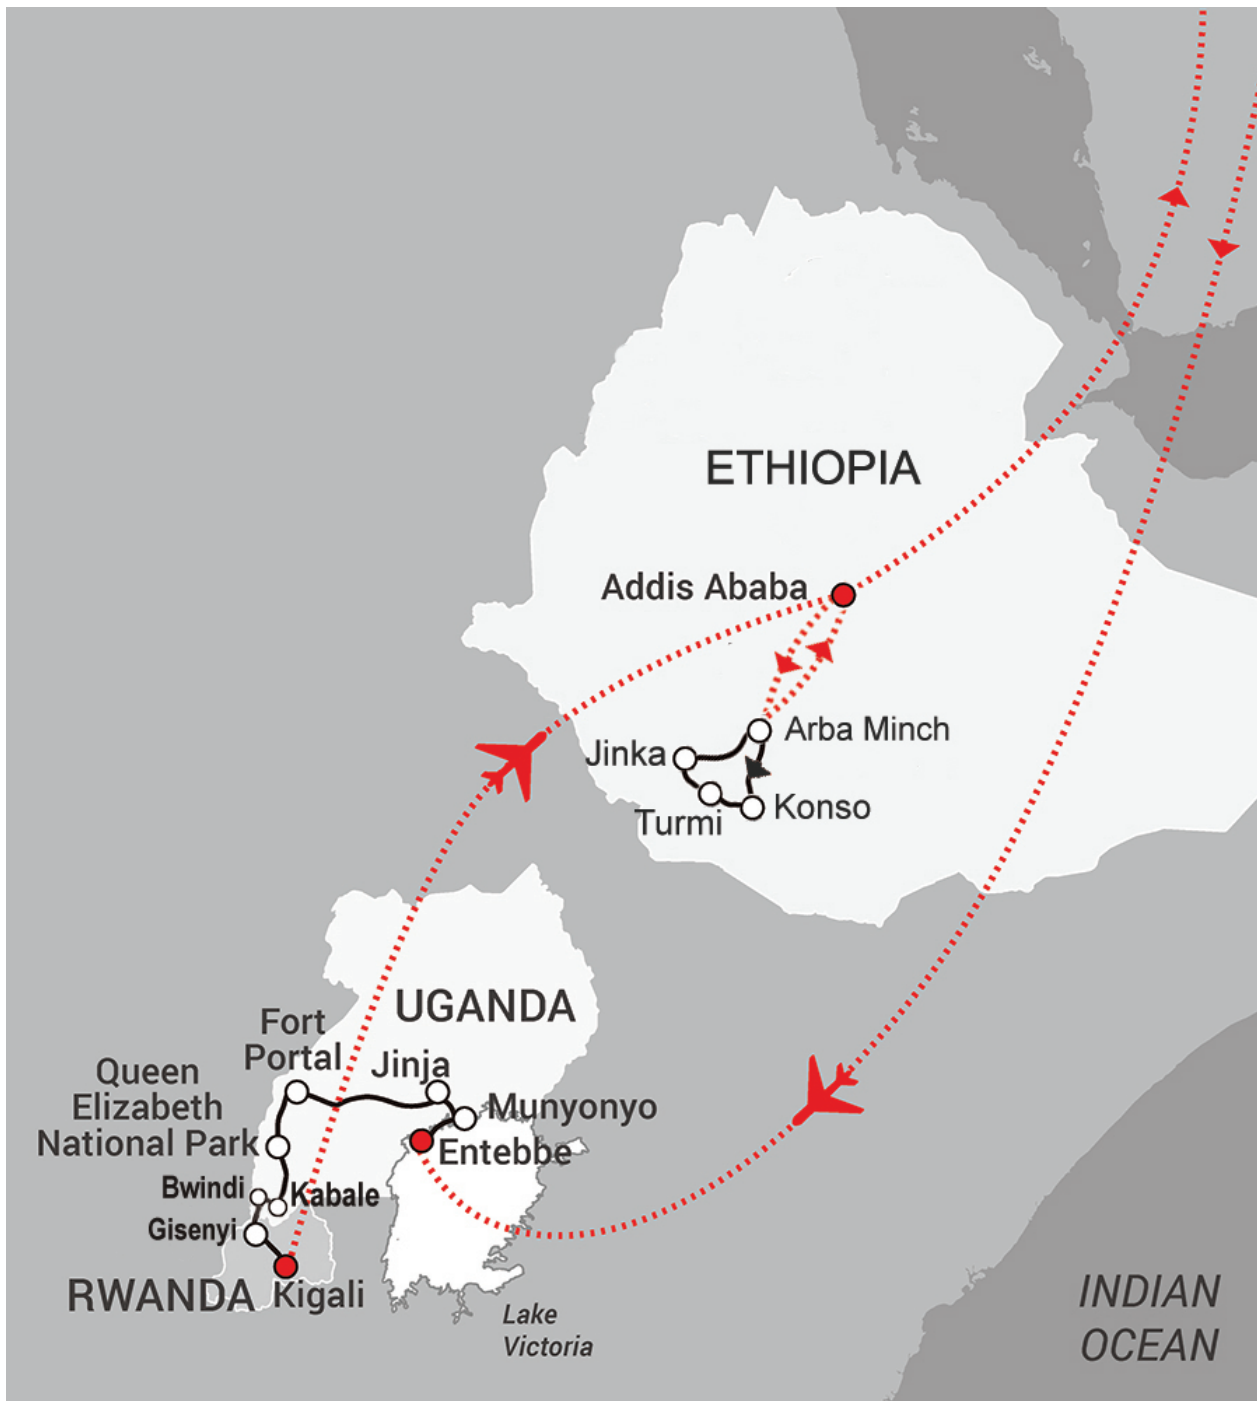 ETHIOPIA
Addis Ababa
Arba Minch
Jinka
Konso
Turmi
UGANDA
Fort
Portal
Jinja
Queen
Elizabeth
National Park
Munyonyo
Entebbe
Bwindi
Kabale
Gisenyi
RWANDA
Kigali
Lake
Victoria
INDIAN
OCEAN